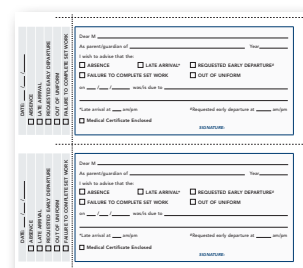 DATE: ___/___/___
ABSENCE
LATE ARRIVAL
REQUESTED EARLY DEPARTURE
OUT OF UNIFORM
FAILURE TO COMPLETE SET WORK
Dear M
As parent/guardian of Year
I wish to advise that the:
ABSENCE LATE ARRIVAL* REQUESTED EARLY DEPARTURE^
FAILURE TO COMPLETE SET WORK OUT OF UNIFORM
on ___/___/___ was/is due to
*Late arrival at ___ am/pm ^Requested early departure at ___ am/pm
Medical Certificate Enclosed
SIGNATURE:
DATE: ___/___/___
ABSENCE
LATE ARRIVAL
REQUESTED EARLY DEPARTURE
OUT OF UNIFORM
FAILURE TO COMPLETE SET WORK
Dear M
As parent/guardian of Year
I wish to advise that the:
ABSENCE LATE ARRIVAL* REQUESTED EARLY DEPARTURE^
FAILURE TO COMPLETE SET WORK OUT OF UNIFORM
on ___/___/___ was/is due to
*Late arrival at ___ am/pm ^Requested early departure at ___ am/pm
Medical Certificate Enclosed
SIGNATURE: